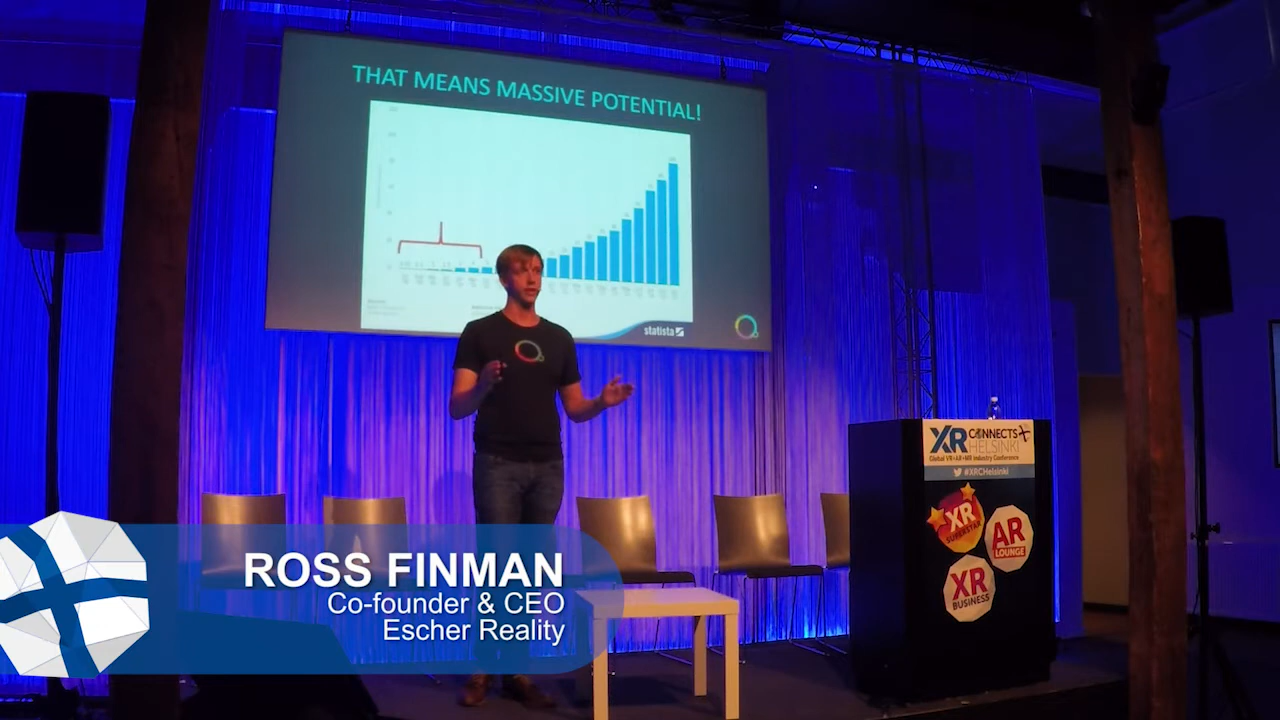 THAT MEANS MASSIVE POTENTIAL!
statista
XR CONNECTS
HELSINKI
Global VR+AR+MR Industry Conference
#XRCHelsinki
XR
SUPERSTAR
AR
LOUNGE
XR
BUSINESS
ROSS FINMAN
Co-founder & CEO
Escher Reality